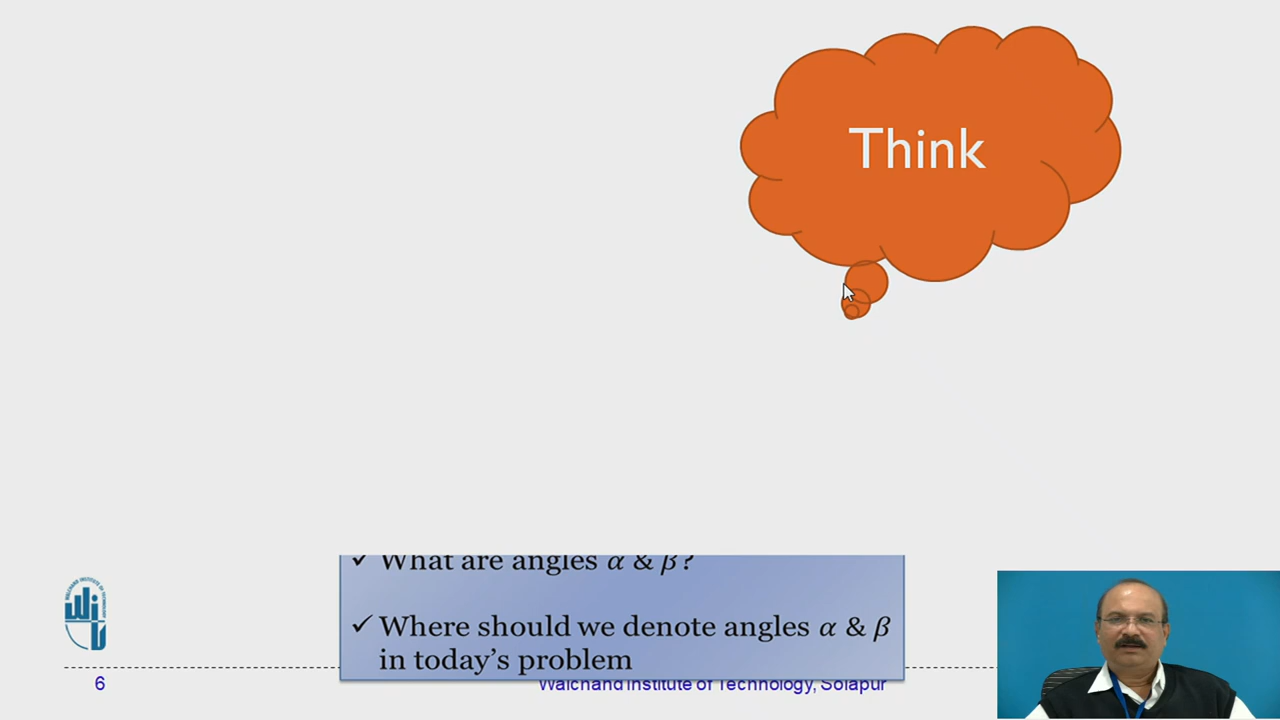 Think
✓ What are angles α & β?
✓ Where should we denote angles α & β
in today's problem
6
Walchand Institute of Technology, Solapur